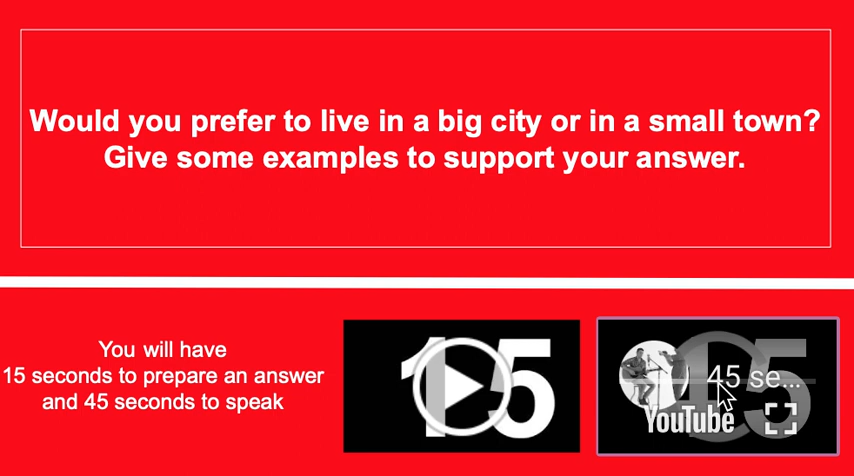 Would you prefer to live in a big city or in a small town?
Give some examples to support your answer.
You will have
15 seconds to prepare an answer
and 45 seconds to speak
15
45 se...
15
YouTube